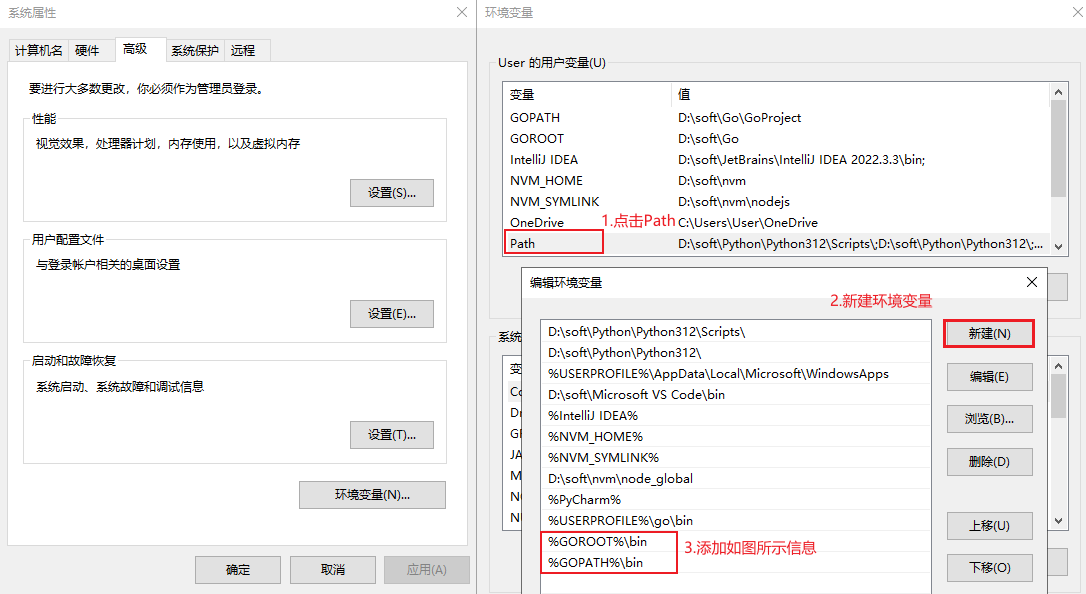 系统属性
计算机名 硬件 高级 系统保护 远程
要进行大多数更改，你必须作为管理员登录。
性能
视觉效果，处理器计划，内存使用，以及虚拟内存
设置(S)...
用户配置文件
与登录帐户相关的桌面设置
设置(E)...
启动和故障恢复
系统启动、系统故障和调试信息
设置(T)...
环境变量(N)...
确定 取消 应用(A)
环境变量
User 的用户变量(U)
变量 值
GOPATH D:\soft\Go\GoProject
GOROOT D:\soft\Go
IntelliJ IDEA D:\soft\JetBrains\IntelliJ IDEA 2022.3.3\bin;
NVM_HOME D:\soft\nvm
NVM_SYMLINK D:\soft\nvm\nodejs
OneDrive C:\Users\User\OneDrive
1.点击Path
Path D:\soft\Python\Python312\Scripts\;D:\soft\Python\Python312\;...
系统
编辑环境变量
2.新建环境变量
D:\soft\Python\Python312\Scripts\
D:\soft\Python\Python312\
%USERPROFILE%\AppData\Local\Microsoft\WindowsApps
D:\soft\Microsoft VS Code\bin
%IntelliJ IDEA%
%NVM_HOME%
%NVM_SYMLINK%
D:\soft\nvm\node_global
%PyCharm%
%USERPROFILE%\go\bin
%GOROOT%\bin
%GOPATH%\bin
3.添加如图所示信息
新建(N)
编辑(E)
浏览(B)...
删除(D)
上移(U)
下移(O)